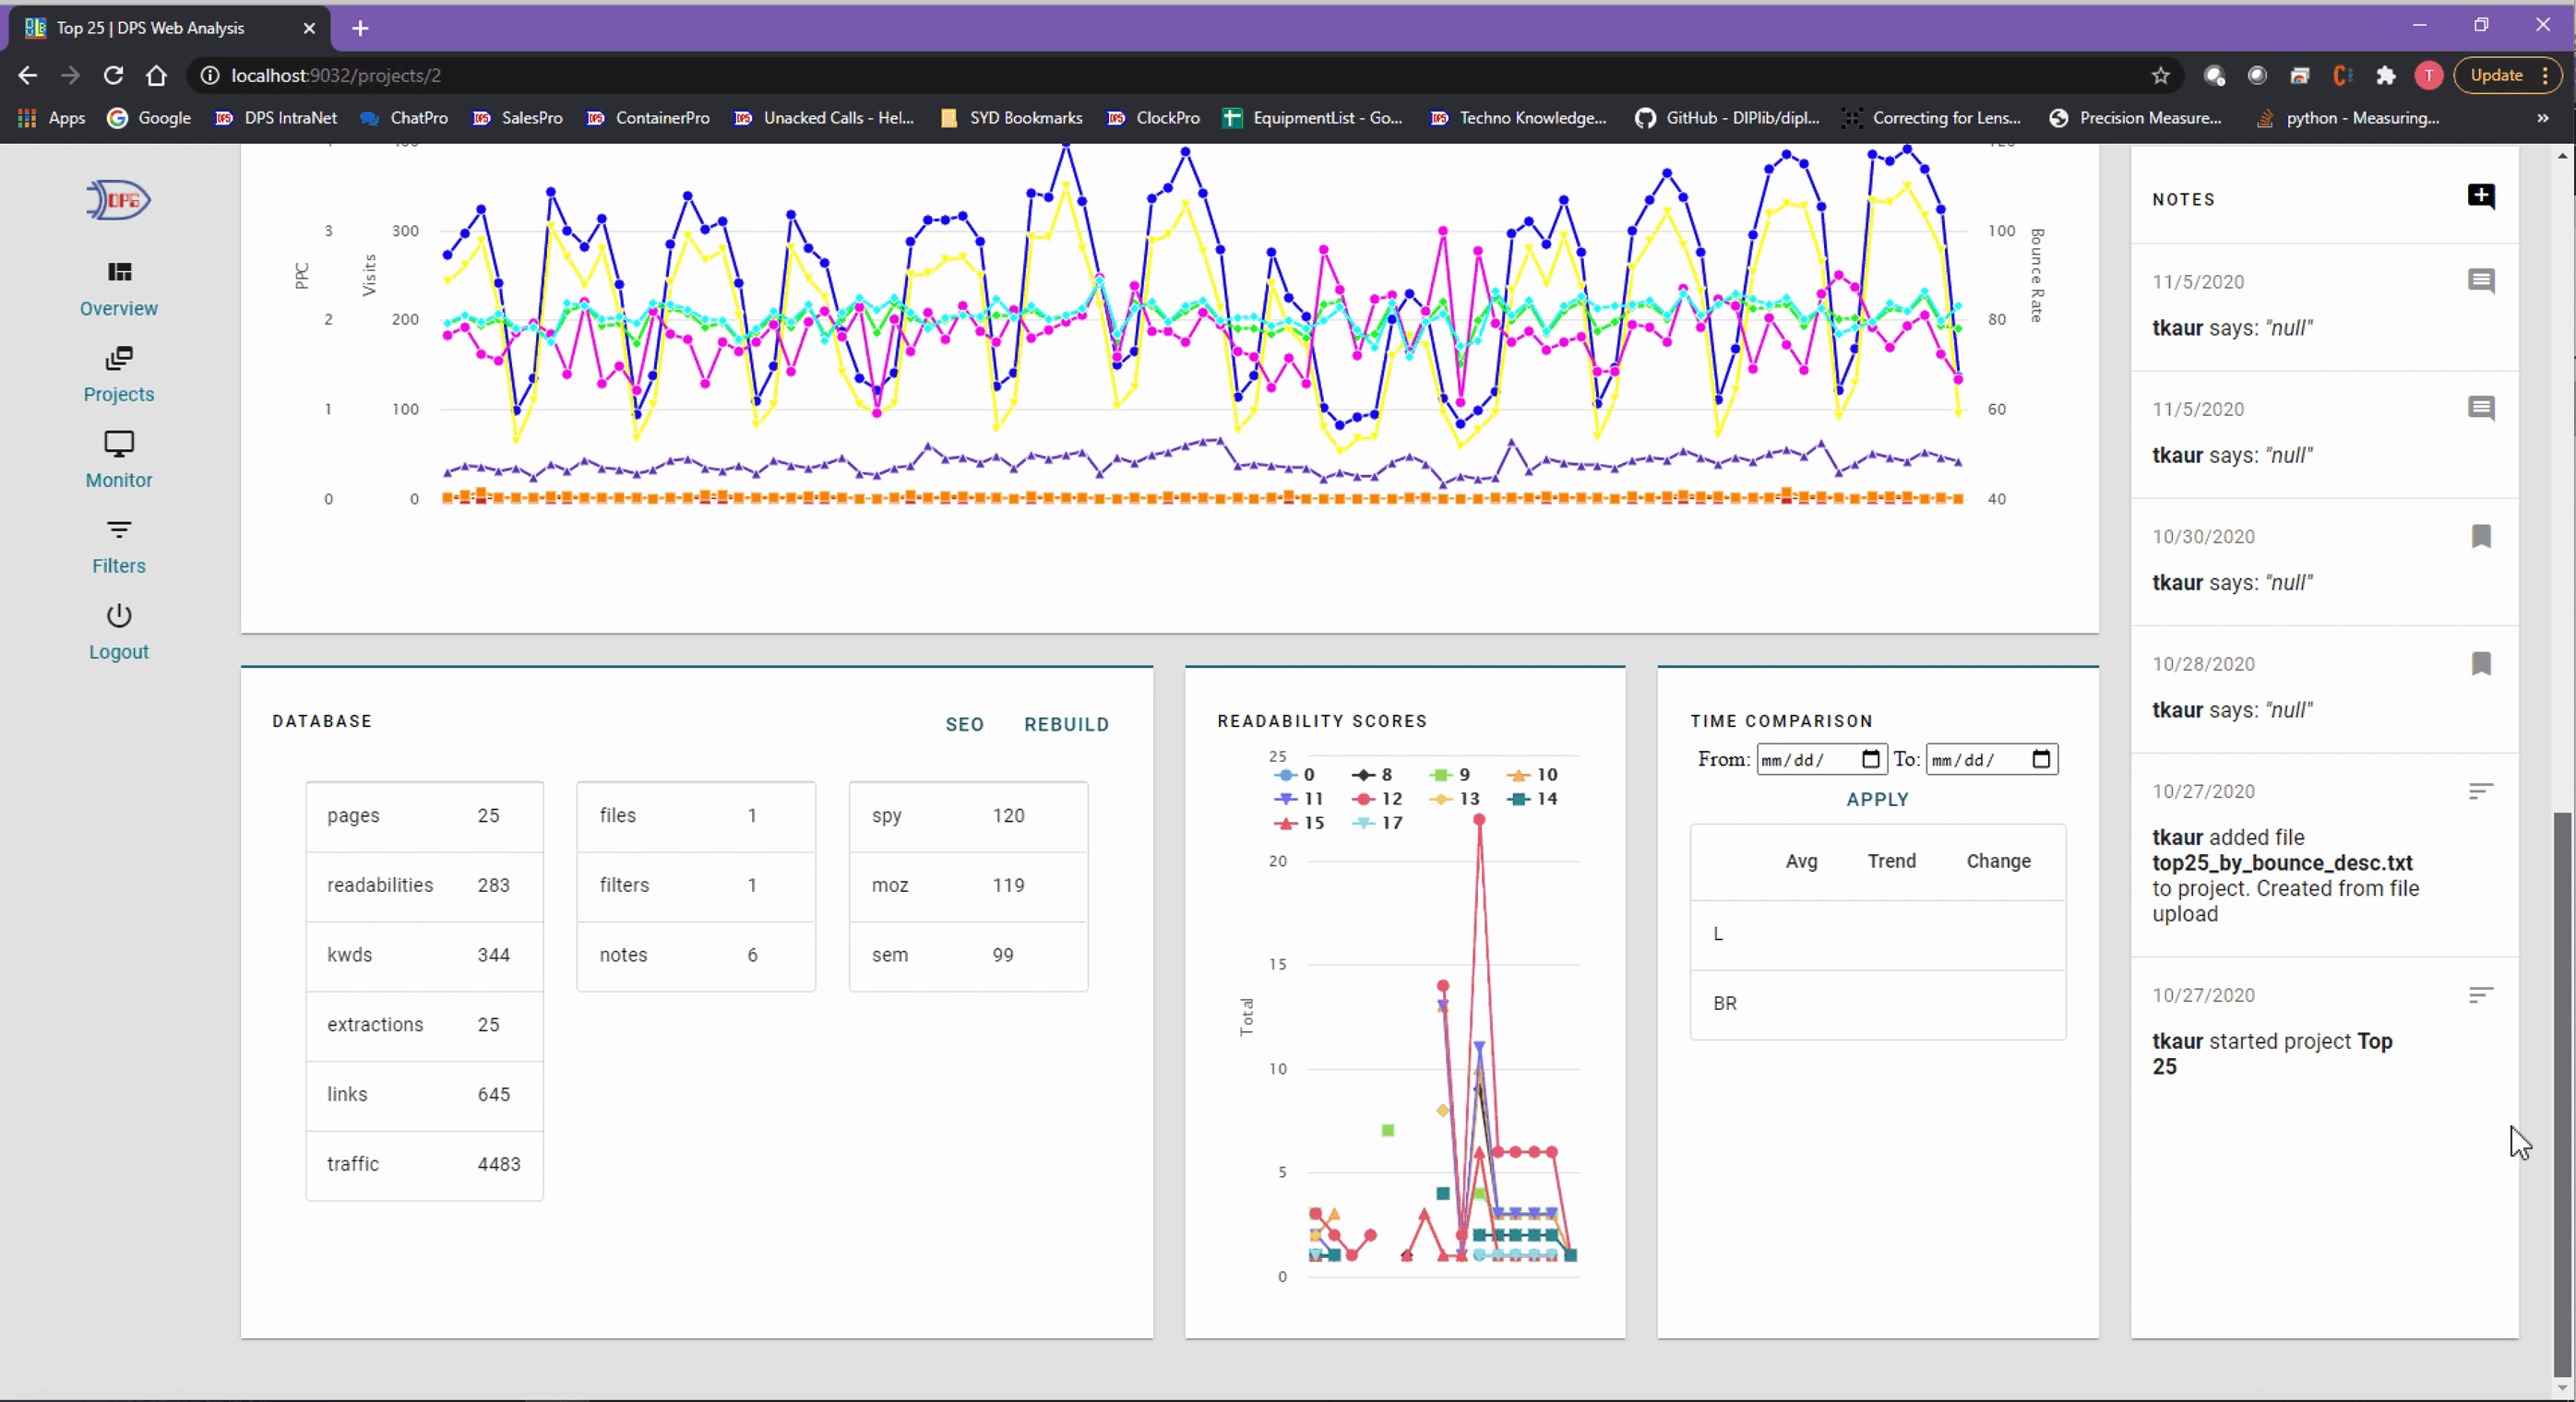 Top 25 | DPS Web Analysis
localhost:9032/projects/2
Update
Apps
Google
DPS IntraNet
ChatPro
SalesPro
ContainerPro
Unacked Calls - Hel...
SYD Bookmarks
ClockPro
EquipmentList - Go...
Techno Knowledge...
GitHub - DIPlib/dipl...
Correcting for Lens...
Precision Measure...
python - Measuring...
»
DPS
Overview
Projects
Monitor
Filters
Logout
PPC
3
2
1
0
Visits
300
200
100
0
100
80
60
40
Bounce Rate
DATABASE
SEO
REBUILD
pages 25
readabilities 283
kwds 344
extractions 25
links 645
traffic 4483
files 1
filters 1
notes 6
spy 120
moz 119
sem 99
READABILITY SCORES
25
20
15
10
5
0
Total
0 8 9 10
11 12 13 14
15 17
TIME COMPARISON
From: mm/dd/ To: mm/dd/
APPLY
Avg Trend Change
L
BR
NOTES
11/5/2020
tkaur says: "null"
11/5/2020
tkaur says: "null"
10/30/2020
tkaur says: "null"
10/28/2020
tkaur says: "null"
10/27/2020
tkaur added file
top25_by_bounce_desc.txt
to project. Created from file
upload
10/27/2020
tkaur started project Top
25